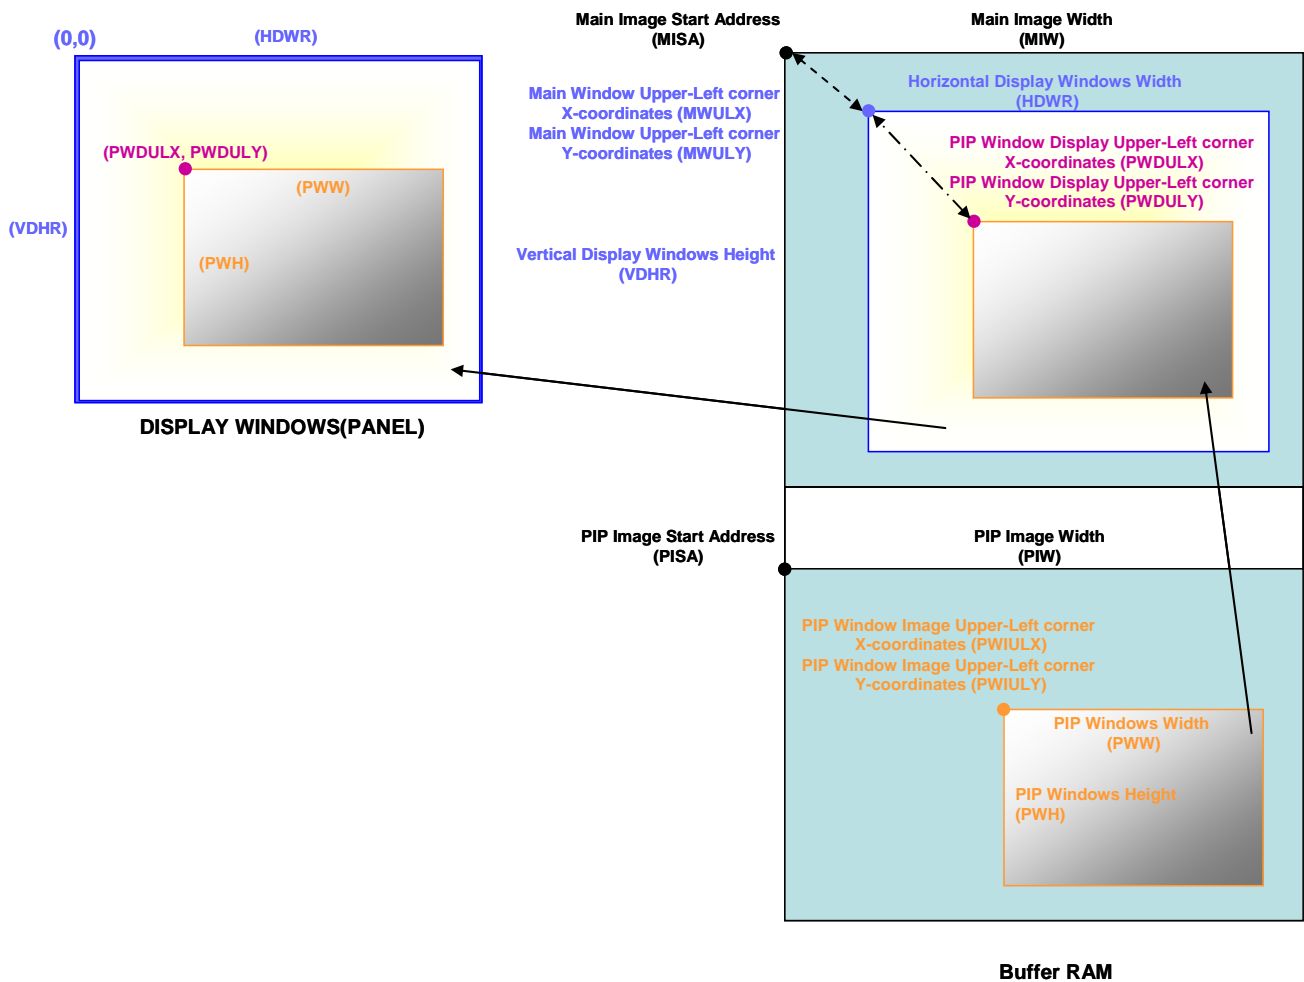 (0,0)
(HDWR)
(PWDULX, PWDULY)
(PWW)
(VDHR)
(PWH)
DISPLAY WINDOWS(PANEL)
Main Image Start Address
(MISA)
Main Image Width
(MIW)
Main Window Upper-Left corner
X-coordinates (MWULX)
Main Window Upper-Left corner
Y-coordinates (MWULY)
Horizontal Display Windows Width
(HDWR)
PIP Window Display Upper-Left corner
X-coordinates (PWDULX)
PIP Window Display Upper-Left corner
Y-coordinates (PWDULY)
Vertical Display Windows Height
(VDHR)
PIP Image Start Address
(PISA)
PIP Image Width
(PIW)
PIP Window Image Upper-Left corner
X-coordinates (PWIULX)
PIP Window Image Upper-Left corner
Y-coordinates (PWIULY)
PIP Windows Width
(PWW)
PIP Windows Height
(PWH)
Buffer RAM